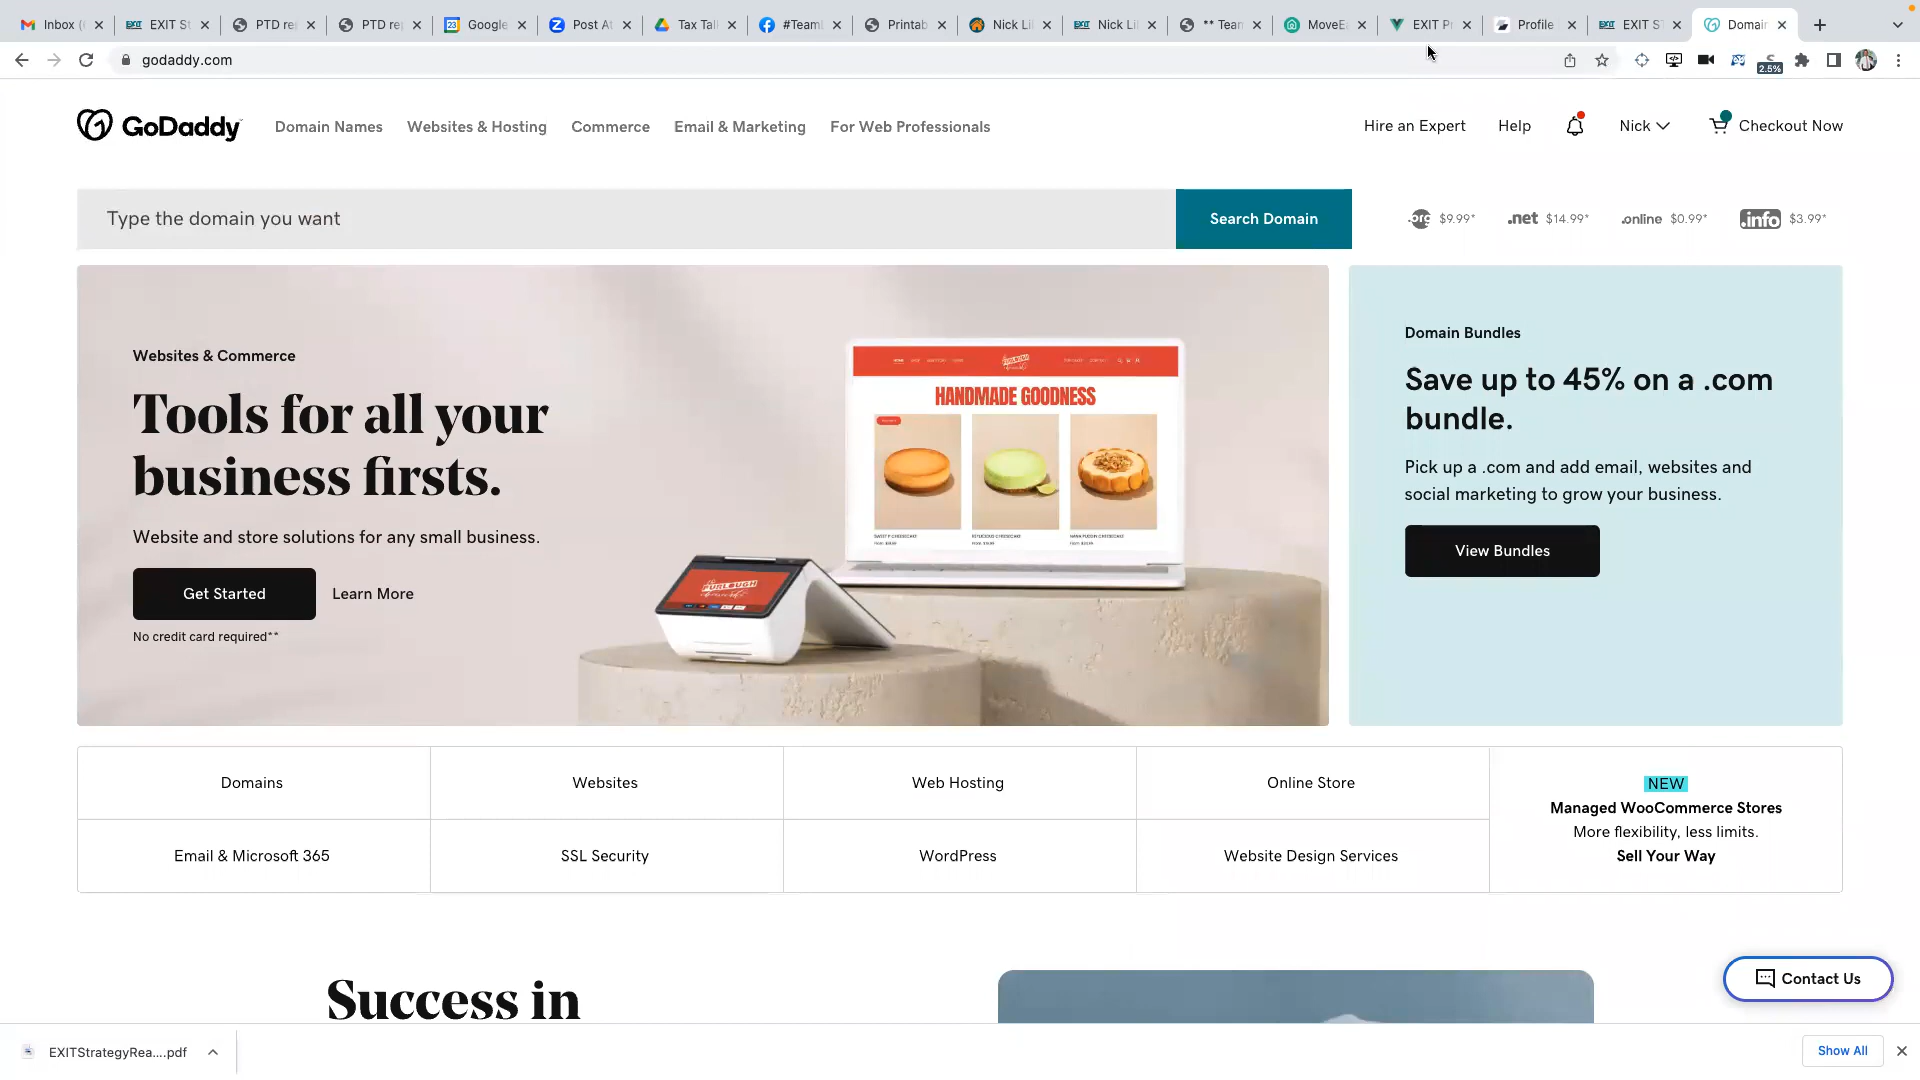 Inbox (
EXIT St
PTD re
PTD re
Google
Post At
Tax Tal
#Team
Printab
Nick Li
Nick Li
** Team
MoveEa
EXIT Pr
Profile
EXIT S
Domain
godaddy.com
2.5%
GoDaddy
Domain Names
Websites & Hosting
Commerce
Email & Marketing
For Web Professionals
Hire an Expert
Help
Nick
Checkout Now
Type the domain you want
Search Domain
.org $9.99*
.net $14.99*
.online $0.99*
.info $3.99*
Websites & Commerce
Tools for all your
business firsts.
Website and store solutions for any small business.
Get Started
Learn More
No credit card required**
HANDMADE GOODNESS
Domain Bundles
Save up to 45% on a .com
bundle.
Pick up a .com and add email, websites and
social marketing to grow your business.
View Bundles
Domains
Websites
Web Hosting
Online Store
Email & Microsoft 365
SSL Security
WordPress
Website Design Services
NEW
Managed WooCommerce Stores
More flexibility, less limits.
Sell Your Way
Success in
Contact Us
EXITStrategyRea....pdf
Show All